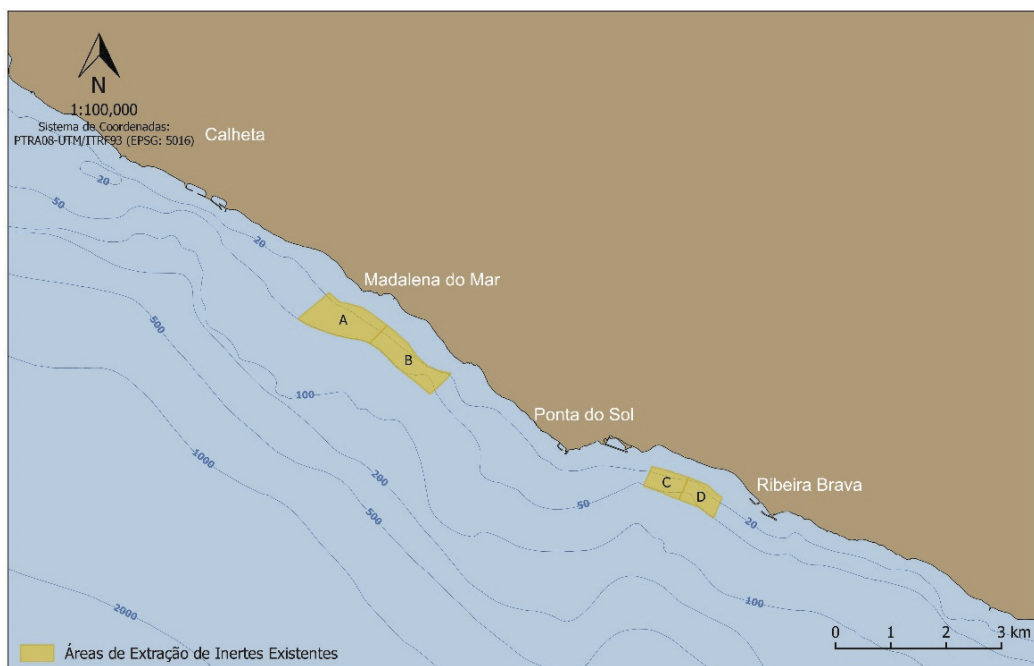 N
1:100,000
Sistema de Coordenadas:
PTRA08-UTM/ITRF93 (EPSG: 5016)
Calheta
20
50
20
Madalena do Mar
A
500
B
100
Ponta do Sol
1000
200
Ribeira Brava
C
D
50
500
20
100
2000
0 1 2 3 km
Áreas de Extração de Inertes Existentes